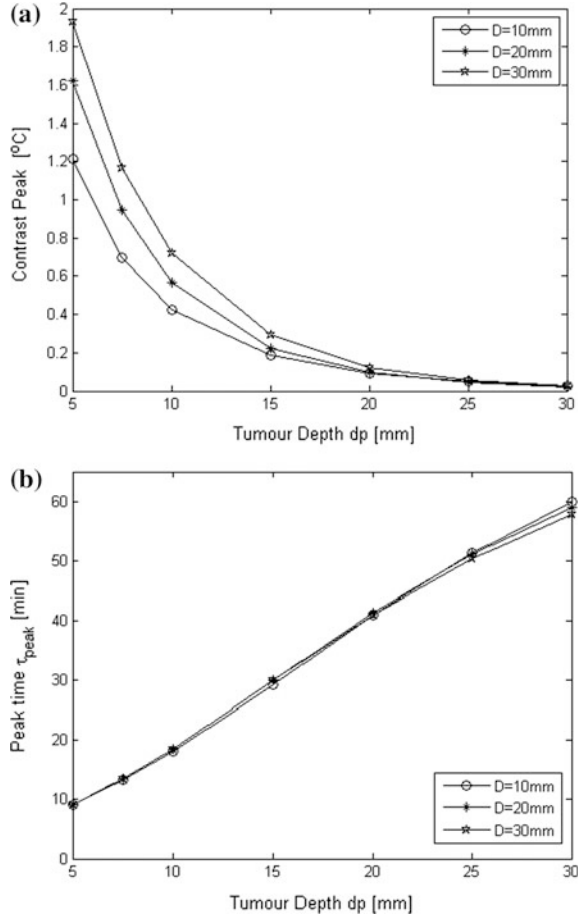 (a)
2
1.8
1.6
1.4
1.2
1
0.8
0.6
0.4
0.2
0
Contrast Peak [ºC]
D=10mm
D=20mm
D=30mm
5 10 15 20 25 30
Tumour Depth dp [mm]
(b)
60
50
40
30
20
10
0
Peak time τpeak [min]
D=10mm
D=20mm
D=30mm
5 10 15 20 25 30
Tumour Depth dp [mm]